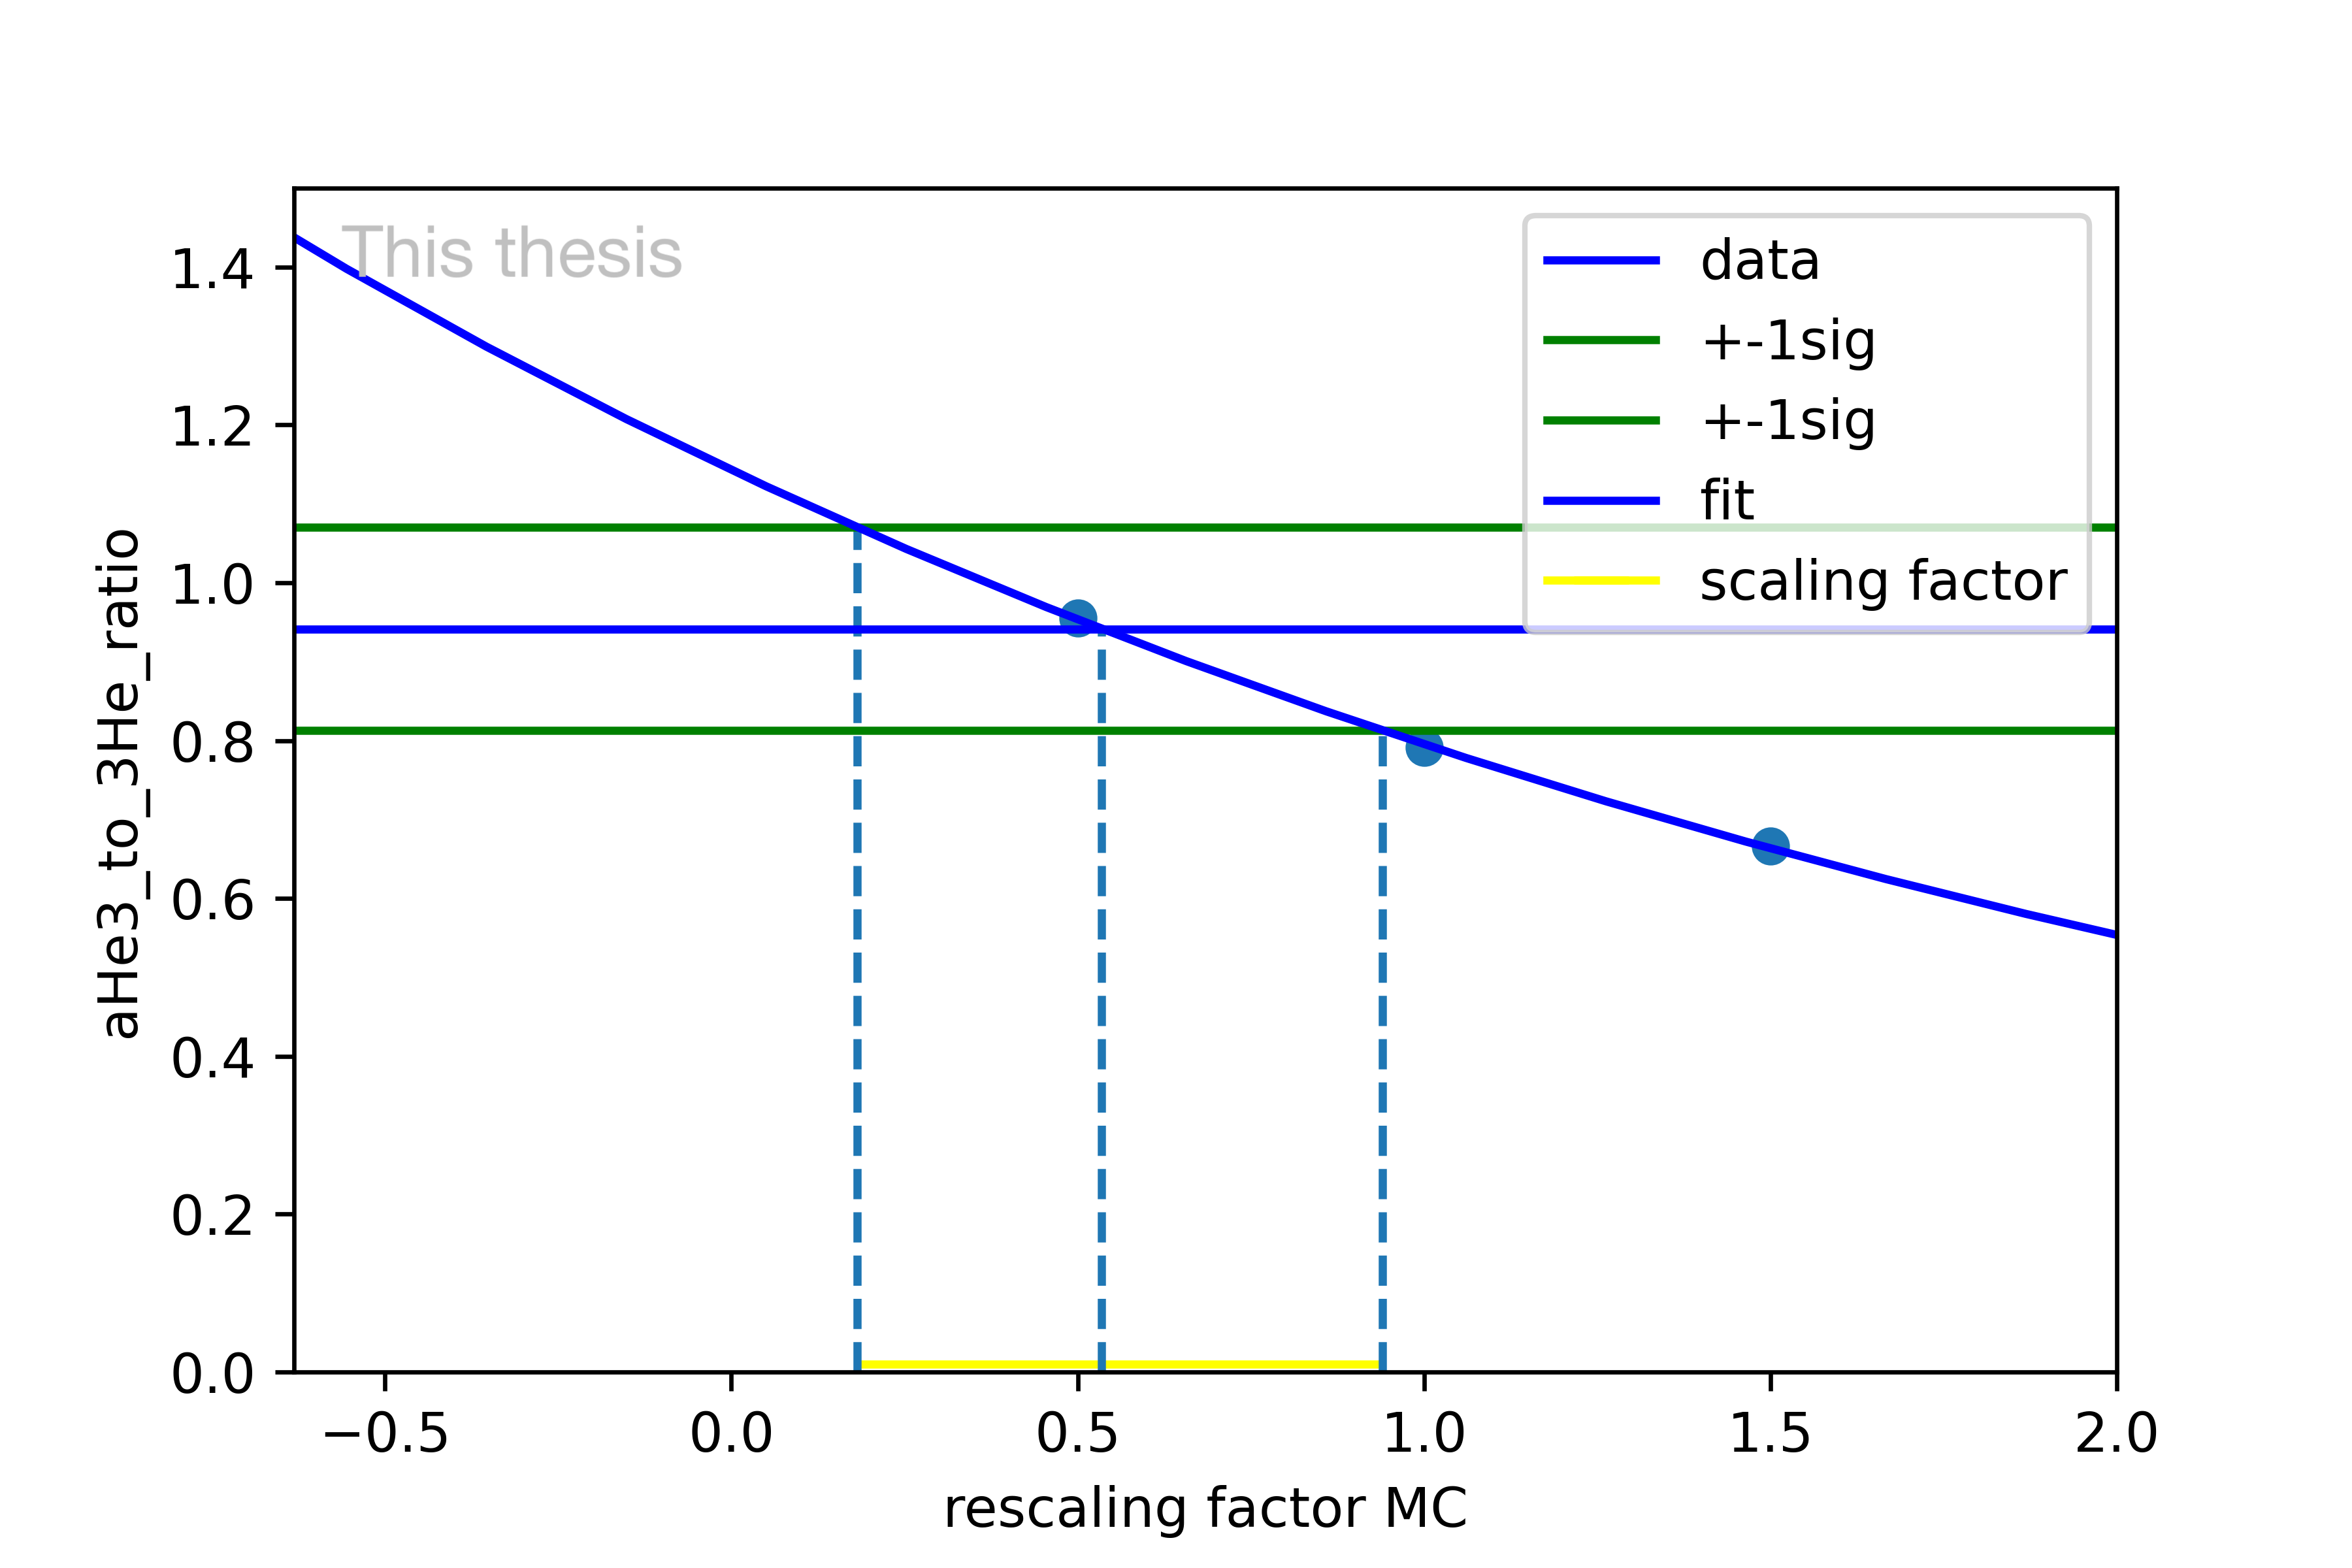 This thesis
data
+-1sig
+-1sig
fit
scaling factor
aHe3_to_3He_ratio
1.4
1.2
1.0
0.8
0.6
0.4
0.2
0.0
−0.5 0.0 0.5 1.0 1.5 2.0
rescaling factor MC